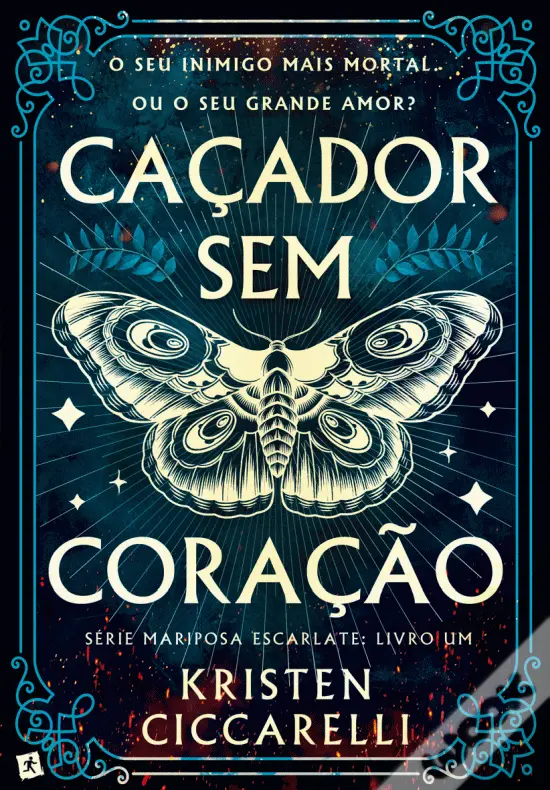 O SEU INIMIGO MAIS MORTAL
OU O SEU GRANDE AMOR?
CAÇADOR
SEM
CORAÇÃO
SÉRIE MARIPOSA ESCARLATE: LIVRO UM
KRISTEN
CICCARELLI